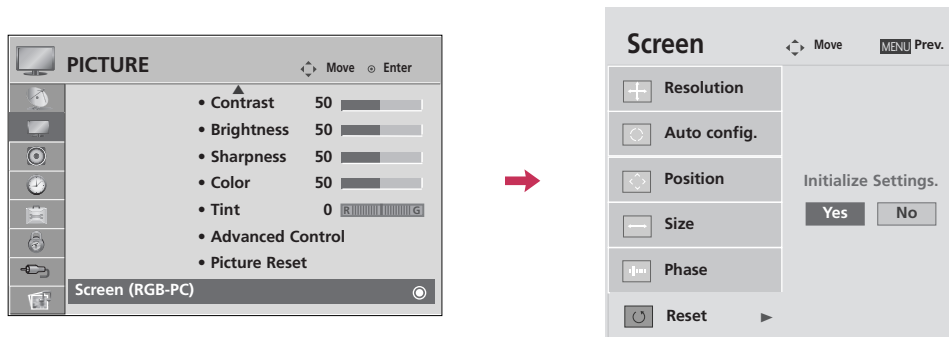 PICTURE
Move
Enter
• Contrast 50
• Brightness 50
• Sharpness 50
• Color 50
• Tint 0 R G
• Advanced Control
• Picture Reset
Screen (RGB-PC)
Screen
Move
MENU Prev.
Resolution
Auto config.
Position
Size
Phase
Reset
Initialize Settings.
Yes No